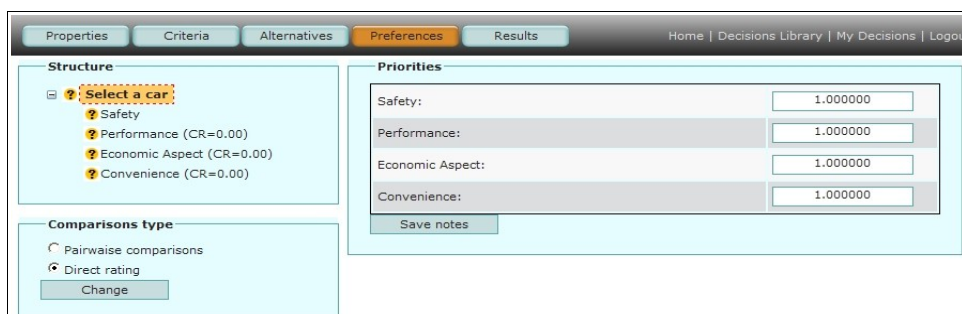 Properties Criteria Alternatives Preferences Results Home | Decisions Library | My Decisions | Logou
Structure
? Select a car
? Safety
? Performance (CR=0.00)
? Economic Aspect (CR=0.00)
? Convenience (CR=0.00)
Comparisons type
Pairwaise comparisons
Direct rating
Change
Priorities
Safety: 1.000000
Performance: 1.000000
Economic Aspect: 1.000000
Convenience: 1.000000
Save notes